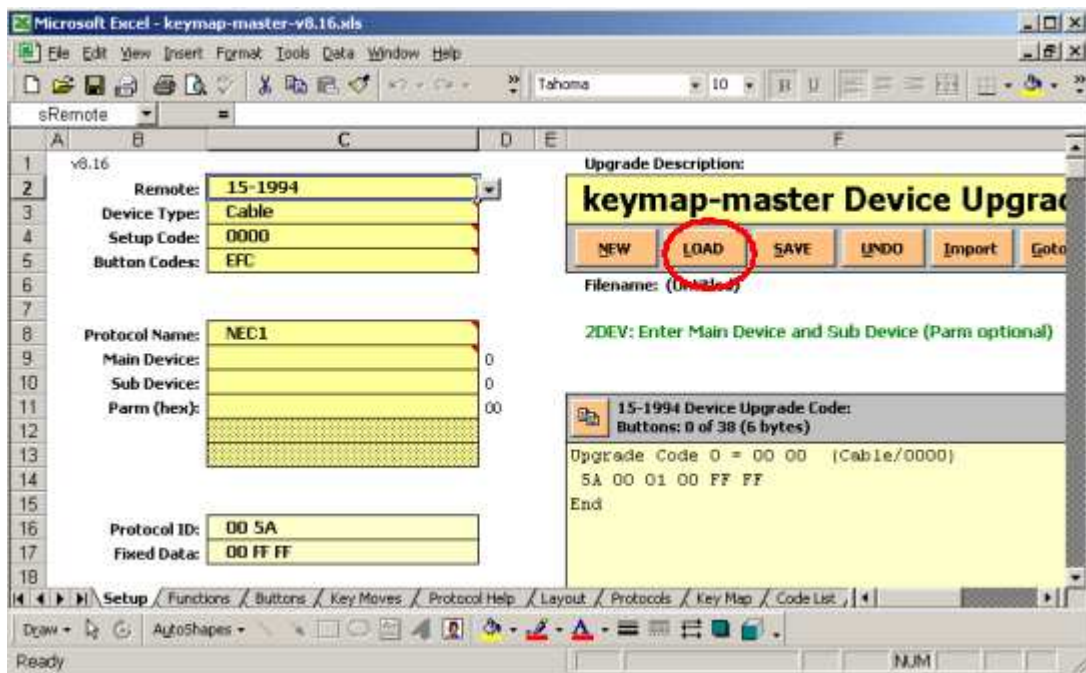 Microsoft Excel - keymap-master-v8.16.xls
File Edit View Insert Format Tools Data Window Help
Tahoma 10 B U
sRemote =
A B C D E F
1 v8.16 Upgrade Description:
2 Remote: 15-1994 keymap-master Device Upgrad
3 Device Type: Cable
4 Setup Code: 0000 NEW LOAD SAVE UNDO Import Goto
5 Button Codes: EFC
6 Filename: (Untitled)
7
8 Protocol Name: NEC1 2DEV: Enter Main Device and Sub Device (Parm optional)
9 Main Device: 0
10 Sub Device: 0
11 Parm (hex): 00 15-1994 Device Upgrade Code:
12 Buttons: 0 of 38 (6 bytes)
13 Upgrade Code 0 = 00 00 (Cable/0000)
14 5A 00 01 00 FF FF
15 End
16 Protocol ID: 00 5A
17 Fixed Data: 00 FF FF
18
Setup Functions Buttons Key Moves Protocol Help Layout Protocols Key Map Code List
Draw AutoShapes A
Ready NUM